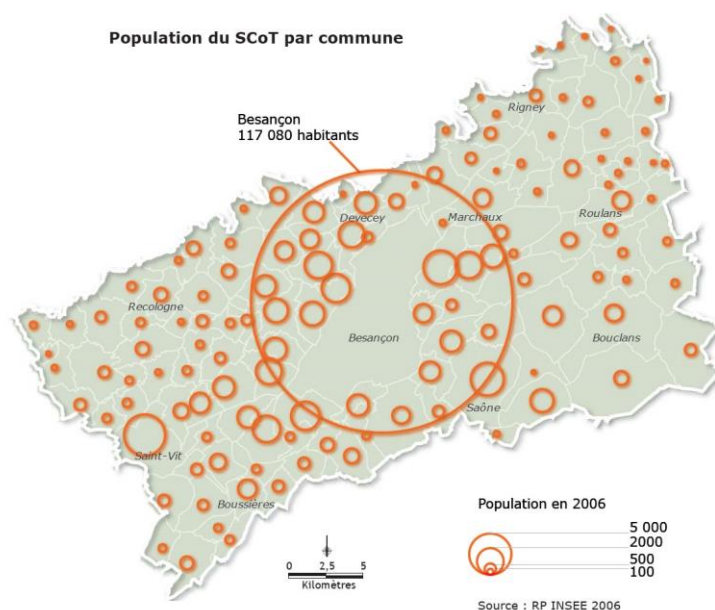 Population du SCoT par commune
Besançon
117 080 habitants
Rigney
Devecey
Marchaux
Roulans
Recologne
Besançon
Bouclans
Saône
Saint-Vit
Boussières
Population en 2006
5 000
2000
500
100
0 2,5 5
Kilomètres
Source : RP INSEE 2006